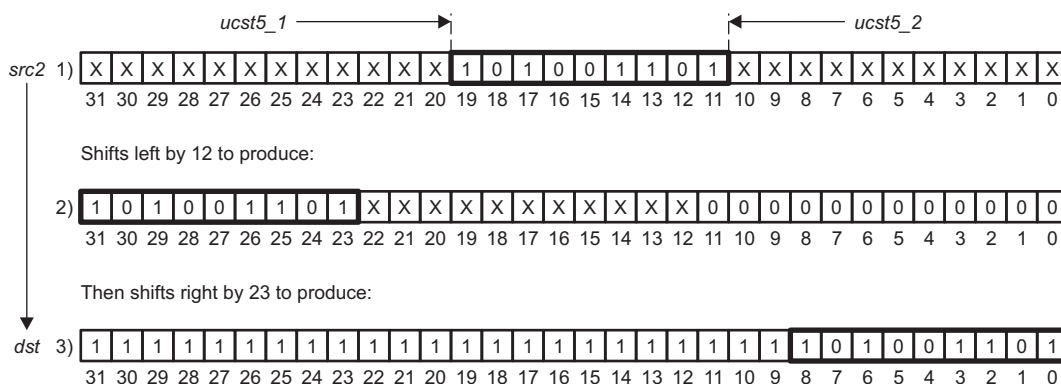 ucst5_1 ucst5_2
src2 1) X X X X X X X X X X X X 1 0 1 0 0 1 1 0 1 X X X X X X X X X X X
31 30 29 28 27 26 25 24 23 22 21 20 19 18 17 16 15 14 13 12 11 10 9 8 7 6 5 4 3 2 1 0
Shifts left by 12 to produce:
2) 1 0 1 0 0 1 1 0 1 X X X X X X X X X X X 0 0 0 0 0 0 0 0 0 0 0 0
31 30 29 28 27 26 25 24 23 22 21 20 19 18 17 16 15 14 13 12 11 10 9 8 7 6 5 4 3 2 1 0
Then shifts right by 23 to produce:
dst 3) 1 1 1 1 1 1 1 1 1 1 1 1 1 1 1 1 1 1 1 1 1 1 1 1 0 1 0 0 1 1 0 1
31 30 29 28 27 26 25 24 23 22 21 20 19 18 17 16 15 14 13 12 11 10 9 8 7 6 5 4 3 2 1 0